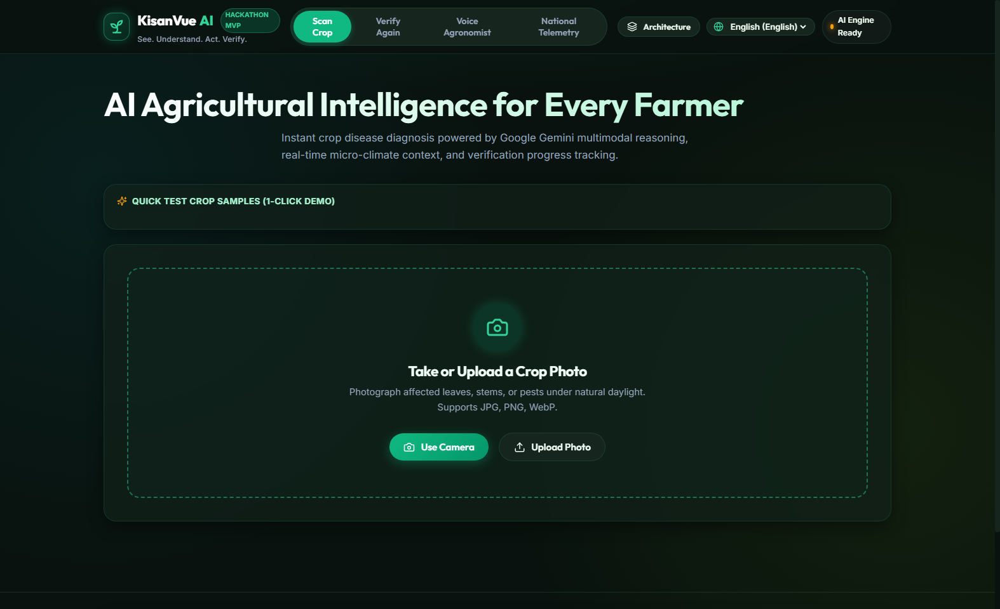 KisanVue AI
HACKATHON
MVP
See. Understand. Act. Verify.
Scan
Crop
Verify
Again
Voice
Agronomist
National
Telemetry
Architecture
English (English)
AI Engine
Ready
AI Agricultural Intelligence for Every Farmer
Instant crop disease diagnosis powered by Google Gemini multimodal reasoning,
real-time micro-climate context, and verification progress tracking.
QUICK TEST CROP SAMPLES (1-CLICK DEMO)
Take or Upload a Crop Photo
Photograph affected leaves, stems, or pests under natural daylight.
Supports JPG, PNG, WebP.
Use Camera
Upload Photo